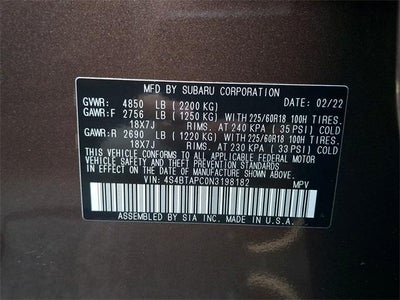 MFD BY SUBARU CORPORATION
GVWR: 4850 LB (2200 KG) DATE: 02/22
GAWR:F 2756 LB (1250 KG) WITH 225/60R18 100H TIRES.
18X7J RIMS. AT 240 KPA (35 PSI) COLD
GAWR:R 2690 LB (1220 KG) WITH 225/60R18 100H TIRES.
18X7J RIMS. AT 230 KPA (33 PSI) COLD
THIS VEHICLE CONFORMS TO ALL APPLICABLE FEDERAL MOTOR
VEHICLE SAFETY STANDARDS IN EFFECT ON THE DATE OF
MANUFACTURE SHOWN ABOVE.
VIN: 4S4BTAPC0N3198182 MPV
ASSEMBLED BY SIA INC. MADE IN U.S.A.